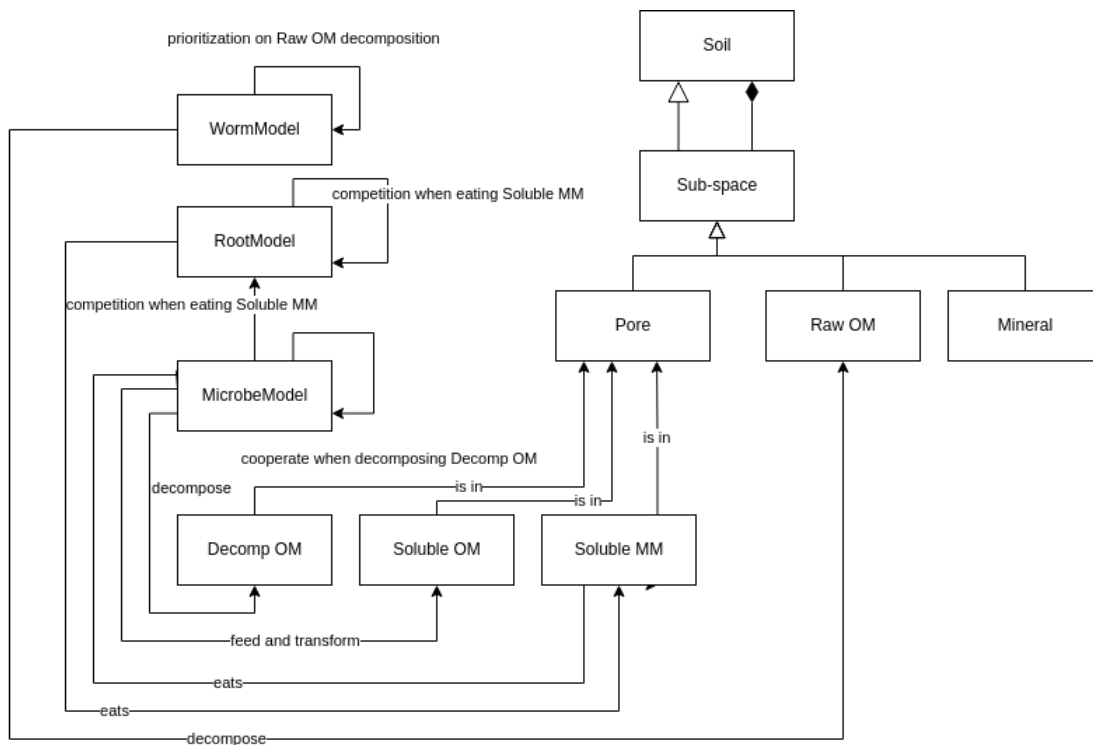 prioritization on Raw OM decomposition
Soil
WormModel
Sub-space
competition when eating Soluble MM
RootModel
competition when eating Soluble MM
Pore
Raw OM
Mineral
MicrobeModel
is in
cooperate when decomposing Decomp OM
decompose
is in
is in
Decomp OM
Soluble OM
Soluble MM
feed and transform
eats
eats
decompose